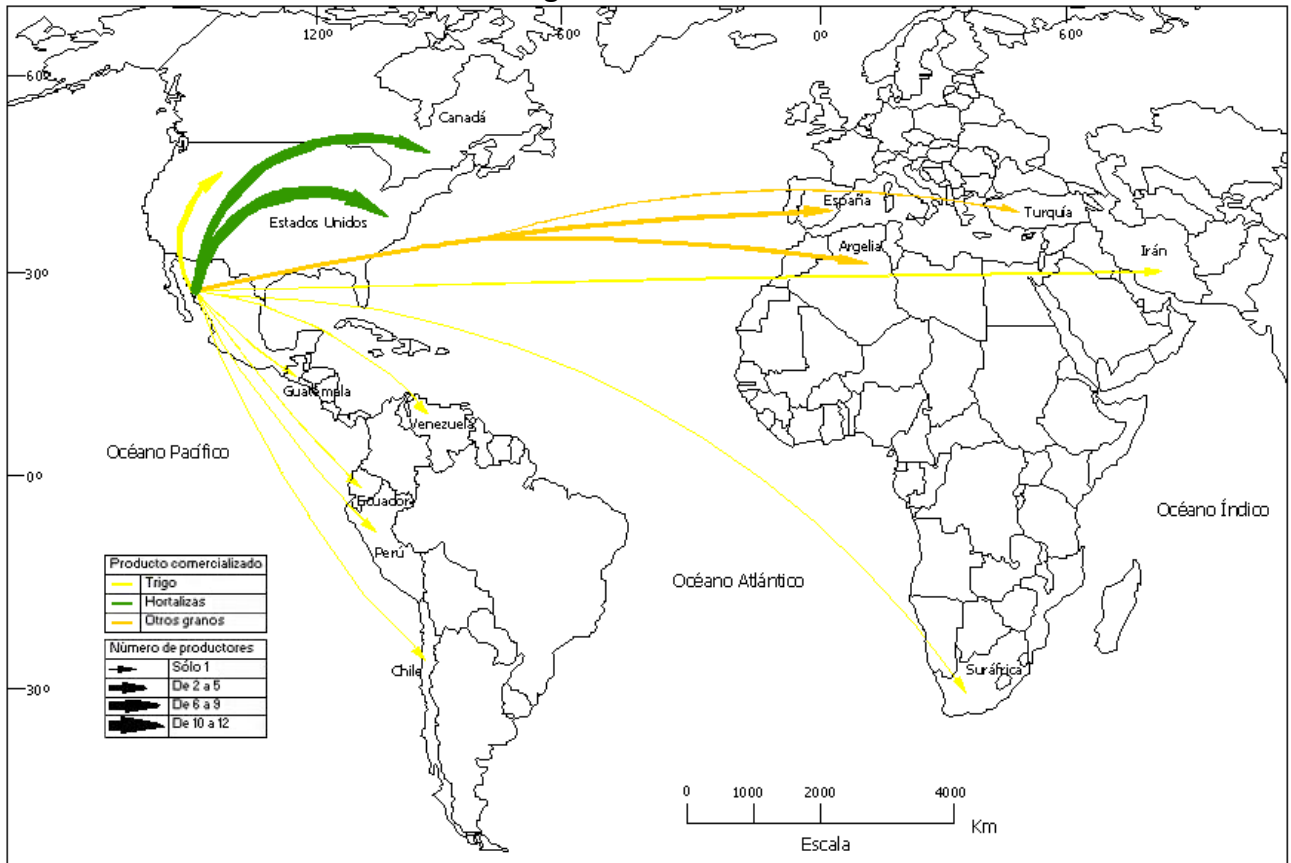 12º
60º
0º
60º
60º
Canadá
Estados Unidos
España
Turquía
Argelia
Irán
30º
Guatemala
Venezuela
Océano Pacífico
0º
Ecuador
Océano Índico
Perú
Océano Atlántico
Producto comercializado
Trigo
Hortalizas
Otros granos
Número de productores
Sólo 1
De 2 a 5
De 6 a 9
De 10 a 12
Chile
Suráfrica
30º
0 1000 2000 4000
Km
Escala